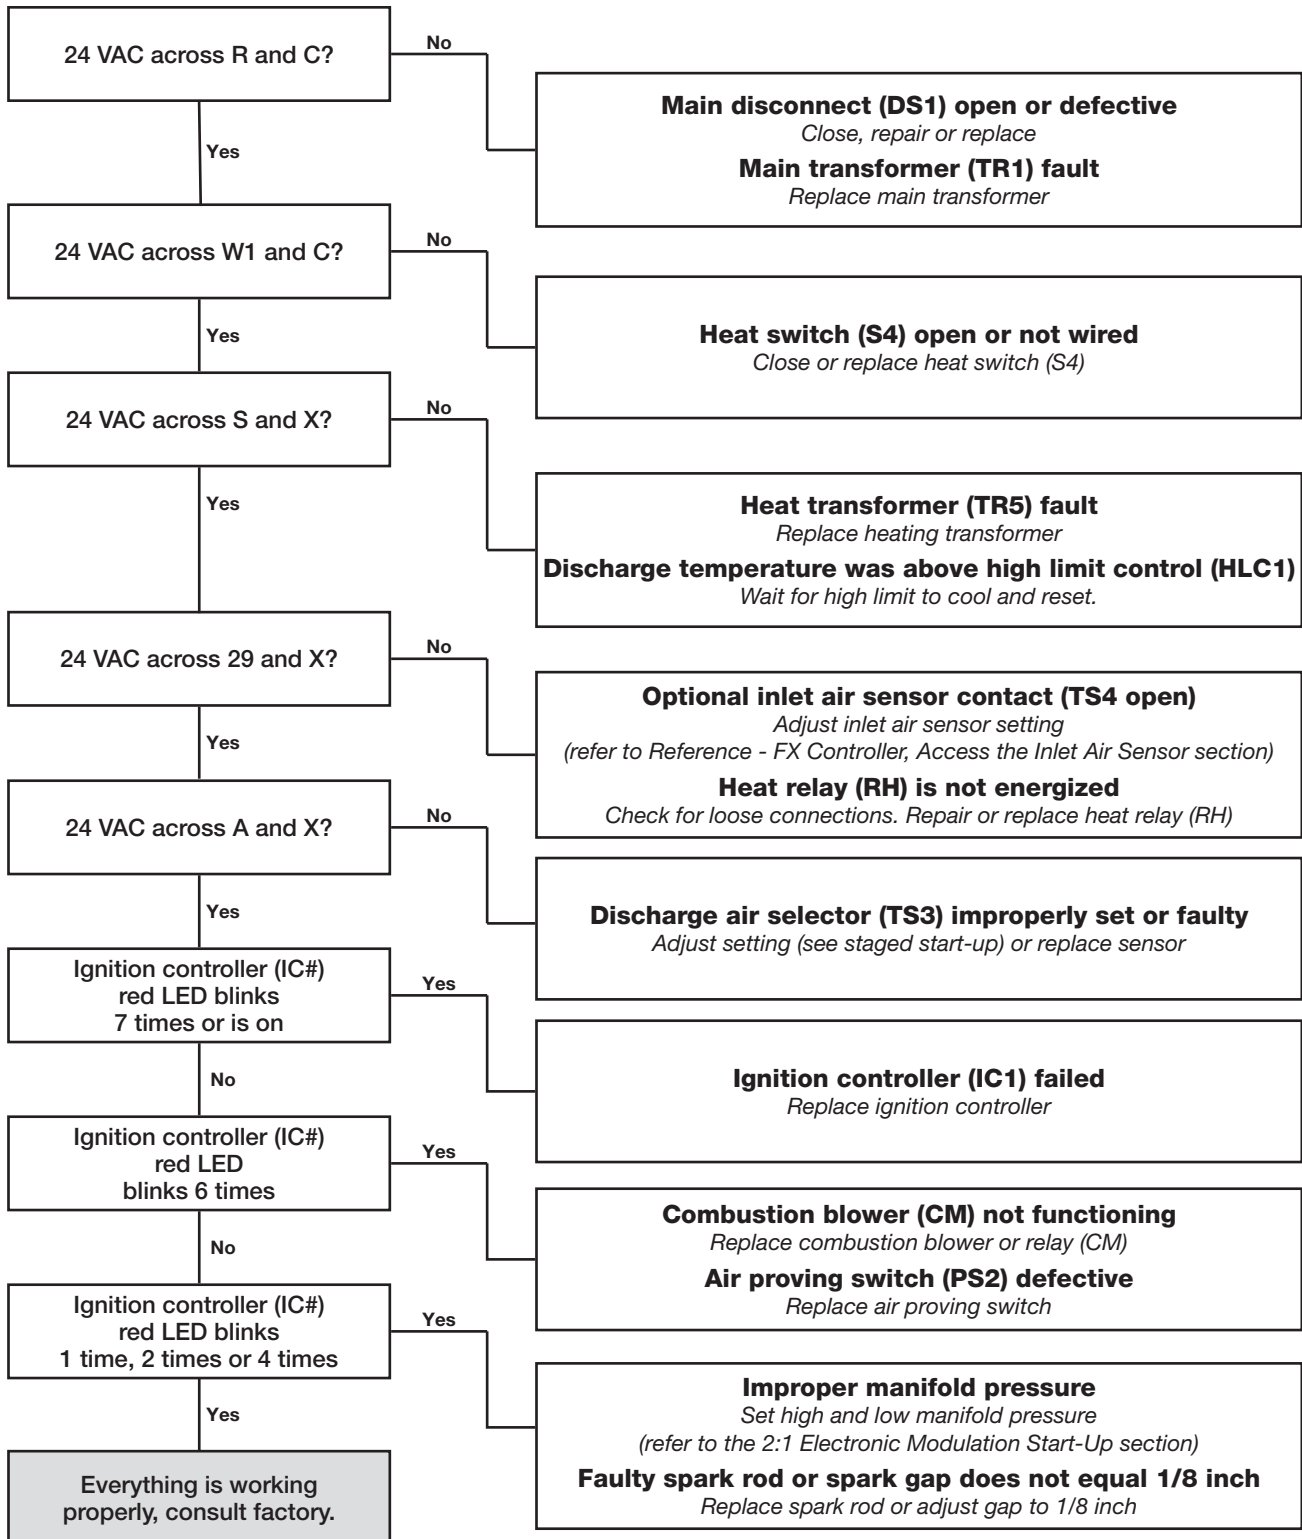 24 VAC across R and C?
No
Main disconnect (DS1) open or defective
Close, repair or replace
Main transformer (TR1) fault
Replace main transformer
Yes
24 VAC across W1 and C?
No
Heat switch (S4) open or not wired
Close or replace heat switch (S4)
Yes
24 VAC across S and X?
No
Heat transformer (TR5) fault
Replace heating transformer
Discharge temperature was above high limit control (HLC1)
Wait for high limit to cool and reset.
Yes
24 VAC across 29 and X?
No
Optional inlet air sensor contact (TS4 open)
Adjust inlet air sensor setting
(refer to Reference - FX Controller, Access the Inlet Air Sensor section)
Heat relay (RH) is not energized
Check for loose connections. Repair or replace heat relay (RH)
Yes
24 VAC across A and X?
No
Discharge air selector (TS3) improperly set or faulty
Adjust setting (see staged start-up) or replace sensor
Yes
Ignition controller (IC#)
red LED blinks
7 times or is on
Yes
Ignition controller (IC1) failed
Replace ignition controller
No
Ignition controller (IC#)
red LED
blinks 6 times
Yes
Combustion blower (CM) not functioning
Replace combustion blower or relay (CM)
Air proving switch (PS2) defective
Replace air proving switch
No
Ignition controller (IC#)
red LED blinks
1 time, 2 times or 4 times
Yes
Improper manifold pressure
Set high and low manifold pressure
(refer to the 2:1 Electronic Modulation Start-Up section)
Faulty spark rod or spark gap does not equal 1/8 inch
Replace spark rod or adjust gap to 1/8 inch
Yes
Everything is working
properly, consult factory.